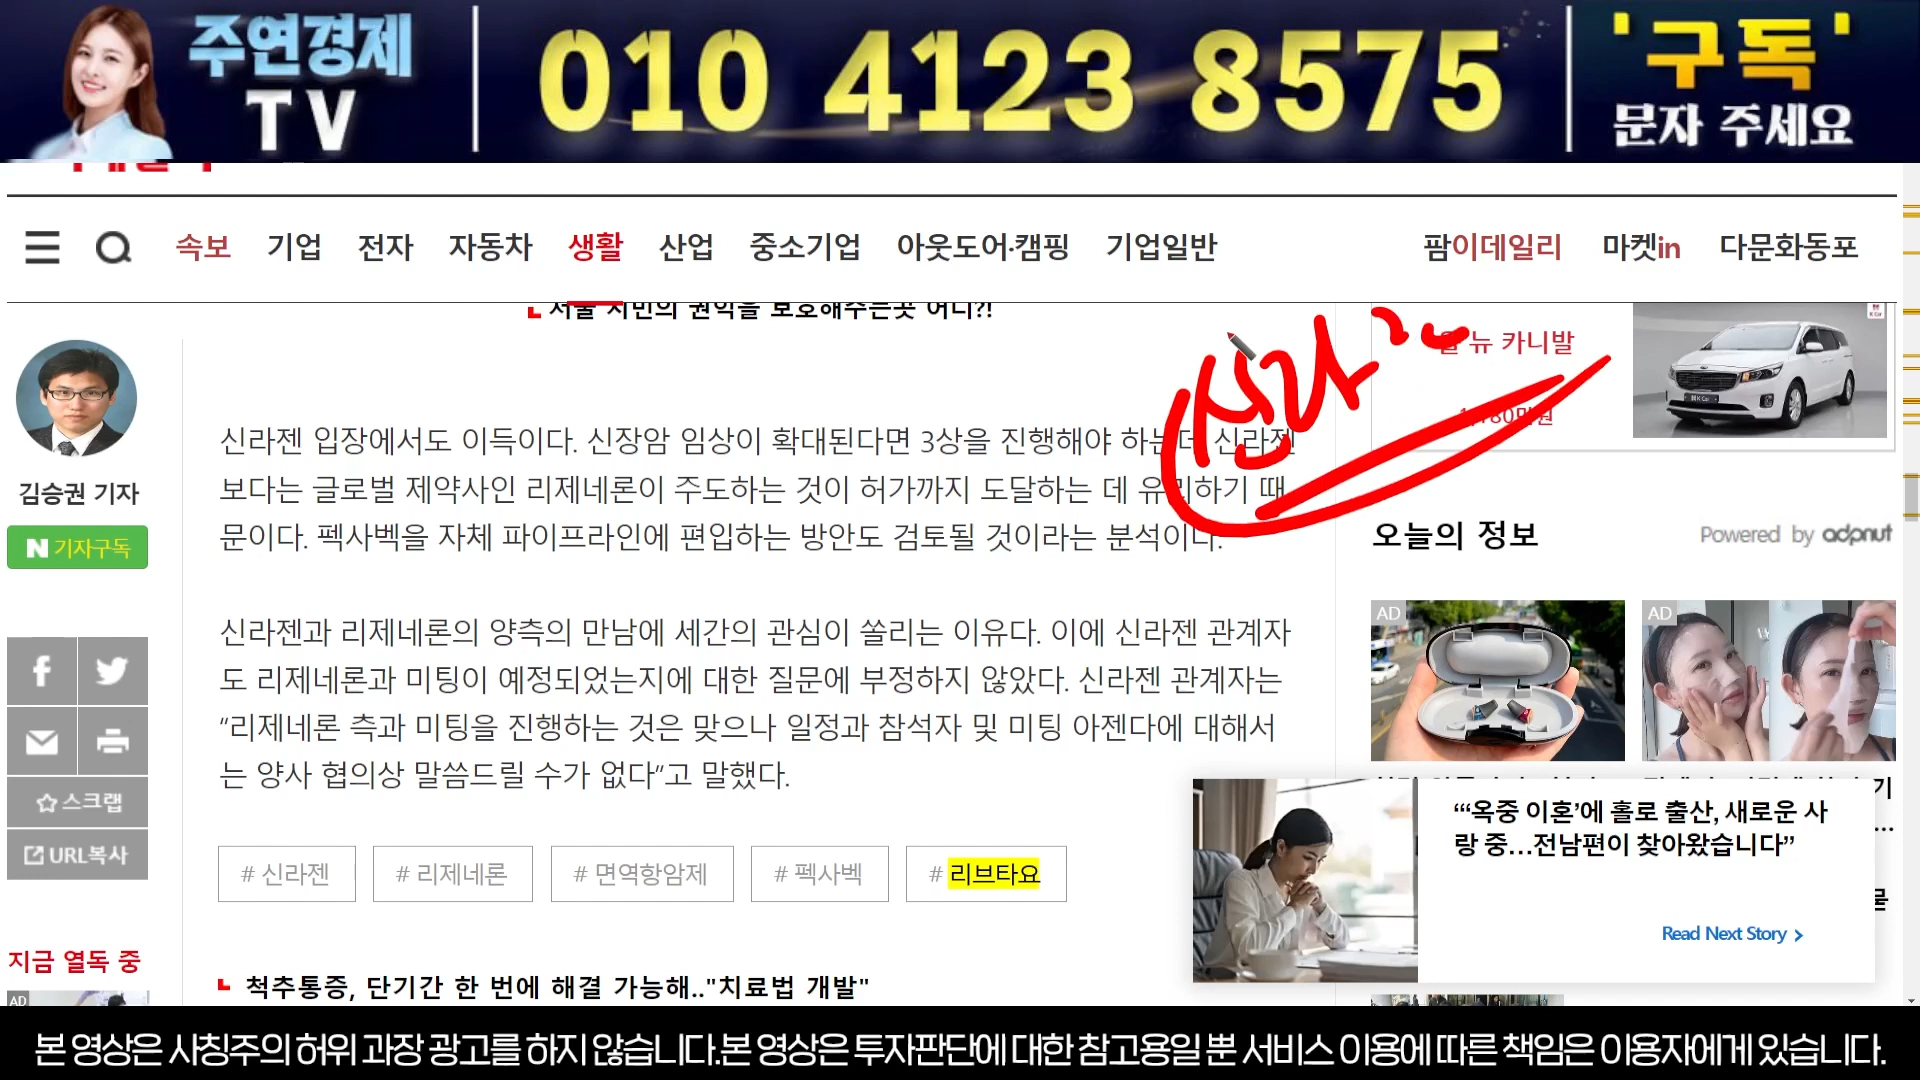 주연경제
TV
010 4123 8575
'구독'
문자 주세요
속보 기업 전자 자동차 생활 산업 중소기업 아웃도어·캠핑 기업일반 팜이데일리 마켓in 다문화동포
서울 시민의 권익을 보호해주는곳 어디?!
뉴 카니발
김승권 기자
N 기자구독
신라젠 입장에서도 이득이다. 신장암 임상이 확대된다면 3상을 진행해야 하는데 신라젠
보다는 글로벌 제약사인 리제네론이 주도하는 것이 허가까지 도달하는 데 유리하기 때
문이다. 펙사벡을 자체 파이프라인에 편입하는 방안도 검토될 것이라는 분석이다.
신라젠과 리제네론의 양측의 만남에 세간의 관심이 쏠리는 이유다. 이에 신라젠 관계자
도 리제네론과 미팅이 예정되었는지에 대한 질문에 부정하지 않았다. 신라젠 관계자는
“리제네론 측과 미팅을 진행하는 것은 맞으나 일정과 참석자 및 미팅 아젠다에 대해서
는 양사 협의상 말씀드릴 수가 없다”고 말했다.
# 신라젠 # 리제네론 # 면역항암제 # 펙사벡 # 리브타요
척추통증, 단기간 한 번에 해결 가능해.."치료법 개발"
신라
오늘의 정보 Powered by adpnut
AD
AD
“‘옥중 이혼’에 홀로 출산, 새로운 사
랑 중…전남편이 찾아왔습니다”
Read Next Story >
스크랩
URL복사
지금 열독 중
AD
본 영상은 사칭주의 허위 과장 광고를 하지 않습니다.본 영상은 투자판단에 대한 참고용일 뿐 서비스 이용에 따른 책임은 이용자에게 있습니다.